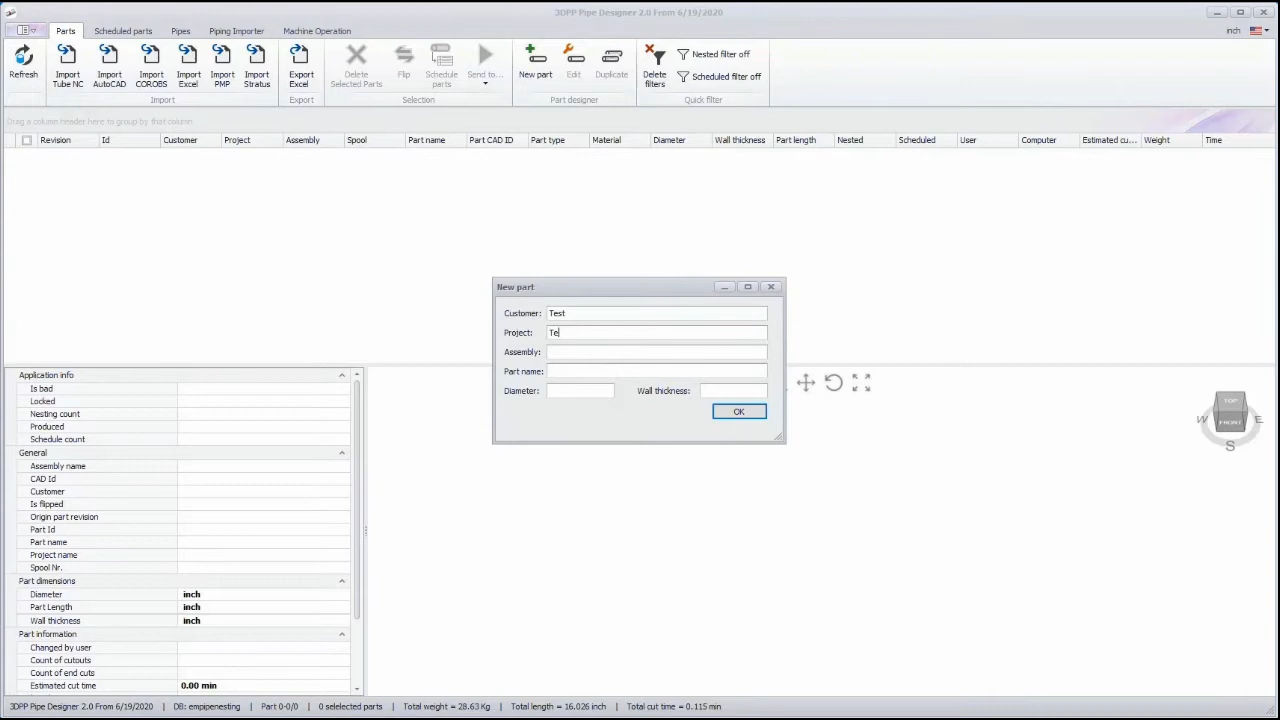 3DPP Pipe Designer 2.0 From 6/19/2020
Parts Scheduled parts Pipes Piping Importer Machine Operation inch
Refresh
Import Tube NC
Import AutoCAD
Import COROBS
Import Excel
Import PMP
Import Stratus
Import
Export Excel
Export
Delete Selected Parts
Flip
Schedule parts
Send to...
Selection
New part
Edit
Duplicate
Part designer
Delete filters
Nested filter off
Scheduled filter off
Quick filter
Drag a column header here to group by that column
Revision Id Customer Project Assembly Spool Part name Part CAD ID Part type Material Diameter Wall thickness Part length Nested Scheduled User Computer Estimated cu... Weight Time
New part
Customer: Test
Project: Te
Assembly:
Part name:
Diameter: Wall thickness:
OK
Application info
Is bad
Locked
Nesting count
Produced
Schedule count
General
Assembly name
CAD Id
Customer
Is flipped
Origin part revision
Part Id
Part name
Project name
Spool Nr.
Part dimensions
Diameter inch
Part Length inch
Wall thickness inch
Part information
Changed by user
Count of cutouts
Count of end cuts
Estimated cut time 0.00 min
TOP
FRONT
W E
S
3DPP Pipe Designer 2.0 From 6/19/2020 DB: empipenesting Part 0-0/0 0 selelected parts Total weight = 28.63 Kg Total length = 16.026 inch Total cut time = 0.115 min